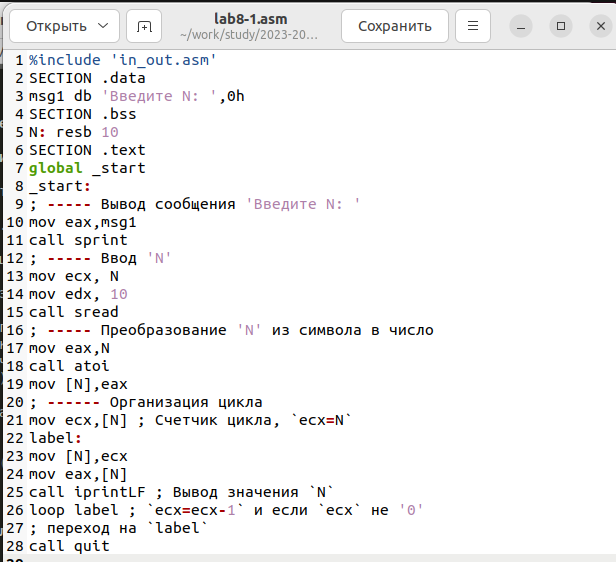 Открыть
lab8-1.asm
~/work/study/2023-20...
Сохранить
1 %include 'in_out.asm'
2 SECTION .data
3 msg1 db 'Введите N: ',0h
4 SECTION .bss
5 N: resb 10
6 SECTION .text
7 global _start
8 _start:
9 ; ----- Вывод сообщения 'Введите N: '
10 mov eax,msg1
11 call sprint
12 ; ----- Ввод 'N'
13 mov ecx, N
14 mov edx, 10
15 call sread
16 ; ----- Преобразование 'N' из символа в число
17 mov eax,N
18 call atoi
19 mov [N],eax
20 ; ------ Организация цикла
21 mov ecx,[N] ; Счетчик цикла, `ecx=N`
22 label:
23 mov [N],ecx
24 mov eax,[N]
25 call iprintLF ; Вывод значения `N`
26 loop label ; `ecx=ecx-1` и если `ecx` не '0'
27 ; переход на `label`
28 call quit